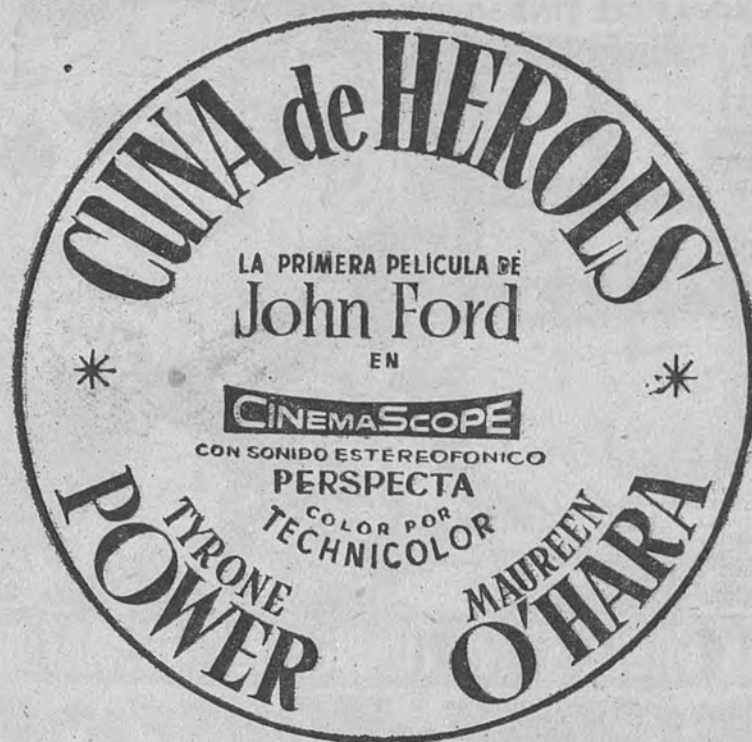 CUNA de HEROES
LA PRIMERA PELÍCULA DE
John Ford
EN
CINEMASCOPE
CON SONIDO ESTEREOFONICO
PERSPECTA
COLOR POR
TECHNICOLOR
TYRONE
POWER
MAUREEN
O'HARA